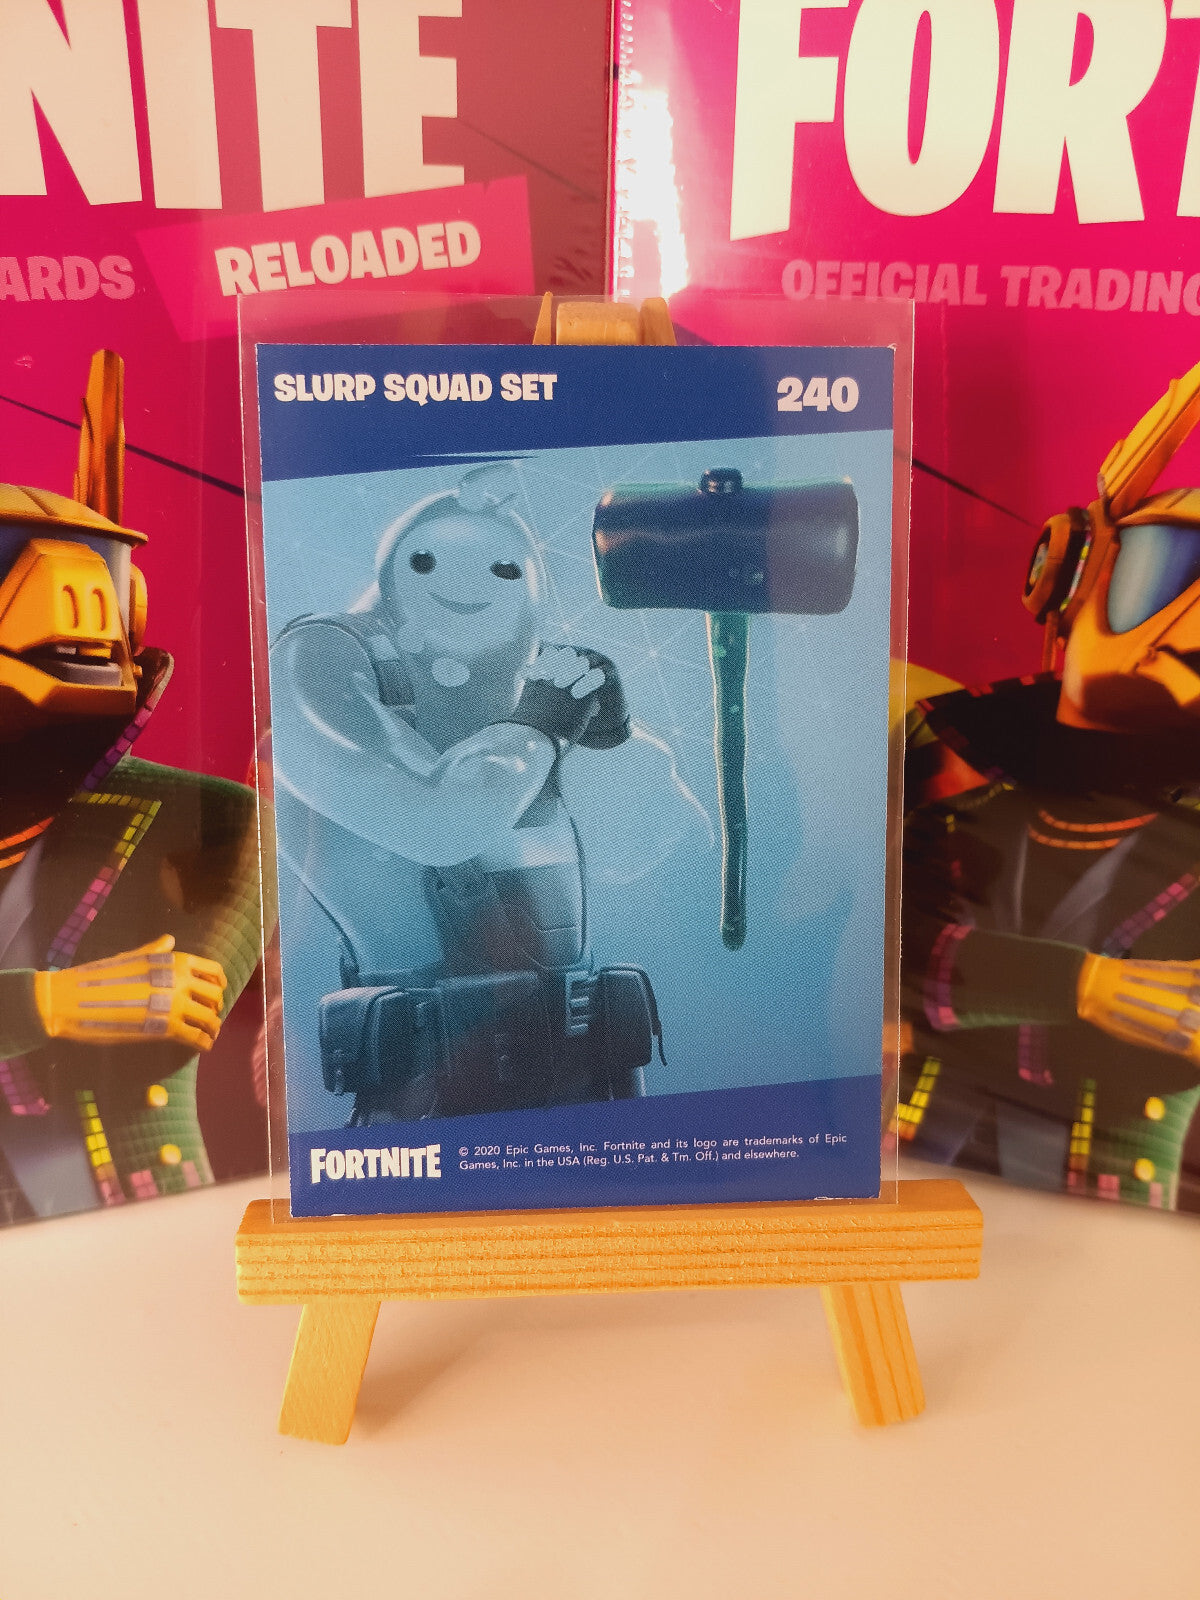 NITE
FORT
ARDS
RELOADED
OFFICIAL TRADING
SLURP SQUAD SET
240
FORTNITE
© 2020 Epic Games, Inc. Fortnite and its logo are trademarks of Epic
Games, Inc. in the USA (Reg. U.S. Pat. & Tm. Off.) and elsewhere.